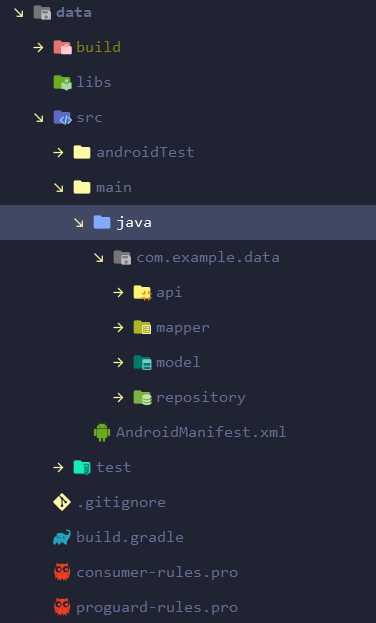 data
build
libs
src
androidTest
main
java
com.example.data
api
mapper
model
repository
AndroidManifest.xml
test
.gitignore
build.gradle
consumer-rules.pro
proguard-rules.pro